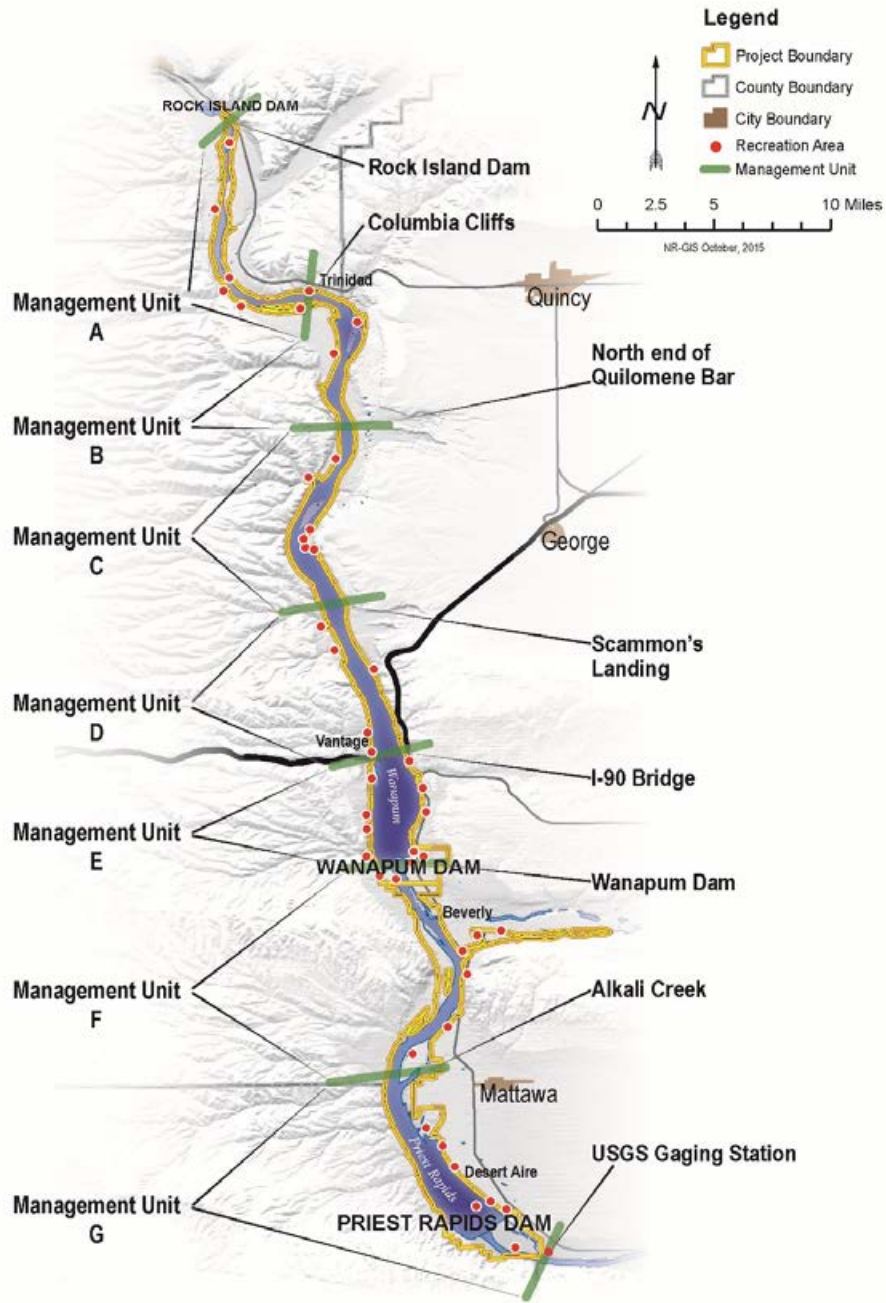 Legend
Project Boundary
County Boundary
City Boundary
Recreation Area
Management Unit
N
0 2.5 5 10 Miles
NR-GIS October, 2015
ROCK ISLAND DAM
Rock Island Dam
Columbia Cliffs
Trinidad
Quincy
Management Unit
A
North end of
Quilomene Bar
Management Unit
B
Management Unit
C
George
Scammon's
Landing
Management Unit
D
Vantage
I-90 Bridge
Wanapum
Management Unit
E
WANAPUM DAM
Wanapum Dam
Beverly
Management Unit
F
Alkali Creek
Mattawa
USGS Gaging Station
Desert Aire
Priest Rapids
Management Unit
G
PRIEST RAPIDS DAM